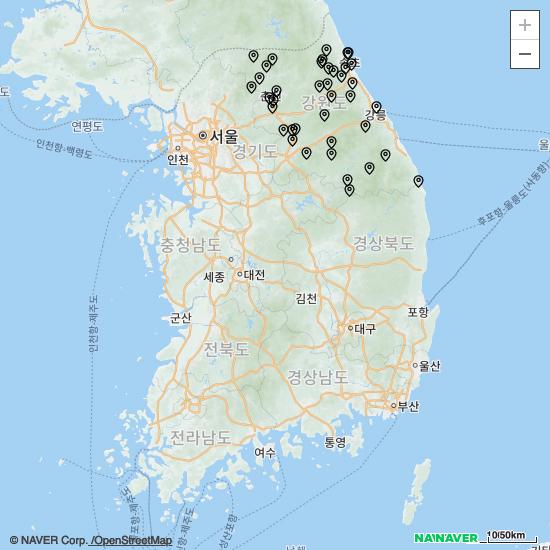 +
−
연평도
인천항-백령도
서울
인천
경기도
강원도
강릉
울
후포항-울릉도(사동항)
충청남도
경상북도
세종
대전
김천
군산
포항
전북도
대구
경상남도
울산
인천항-제주도
부산
전라남도
여수
통영
© NAVER Corp. /OpenStreetMap
NA NAVER
10/50km